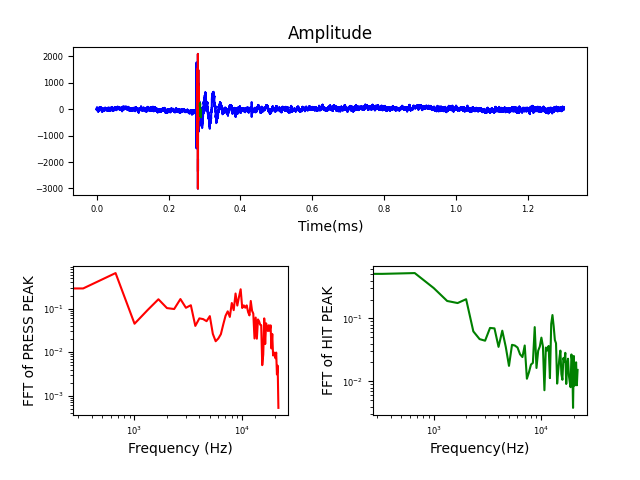 Amplitude
2000
1000
0
−1000
−2000
−3000
0.0 0.2 0.4 0.6 0.8 1.0 1.2
Time(ms)
FFT of PRESS PEAK
10⁻¹
10⁻²
10⁻³
10³ 10⁴
Frequency (Hz)
FFT of HIT PEAK
10⁻¹
10⁻²
10³ 10⁴
Frequency(Hz)